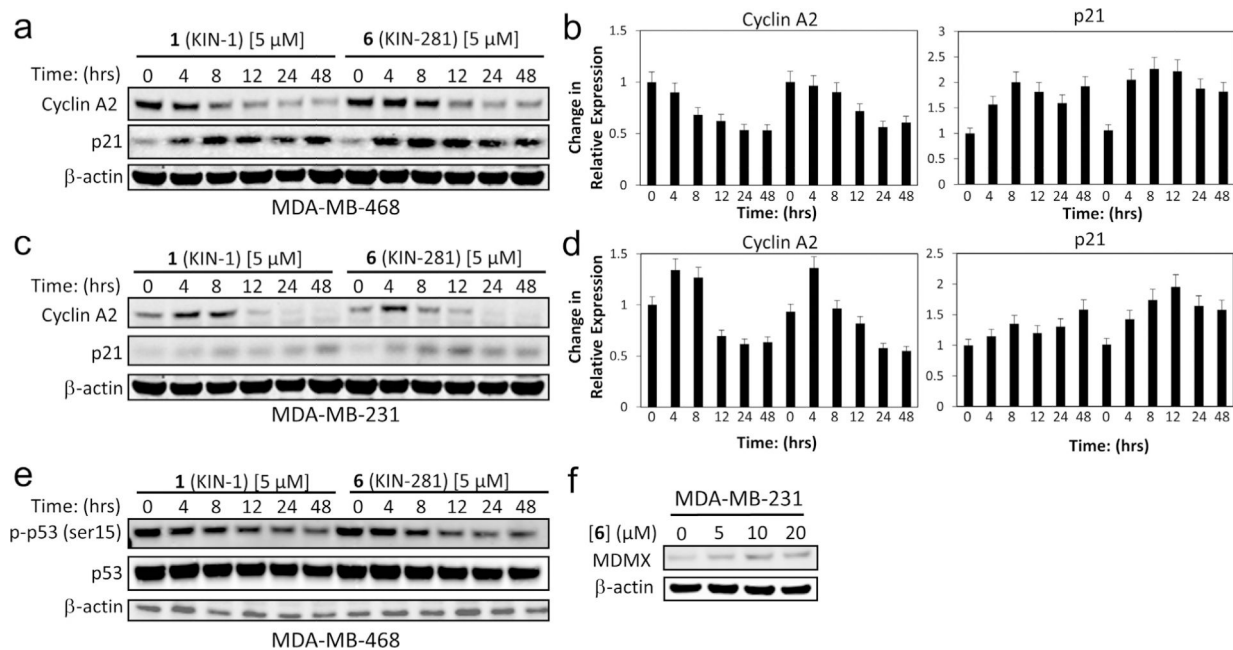 a
1 (KIN-1) [5 µM] 6 (KIN-281) [5 µM]
Time: (hrs) 0 4 8 12 24 48 0 4 8 12 24 48
Cyclin A2
p21
β-actin
MDA-MB-468
b
Cyclin A2
Change in
Relative Expression
1.5
1
0.5
0
0 4 8 12 24 48 0 4 8 12 24 48
Time: (hrs)
p21
3
2.5
2
1.5
1
0 4 8 12 24 48 0 4 8 12 24 48
Time: (hrs)
c
1 (KIN-1) [5 µM] 6 (KIN-281) [5 µM]
Time: (hrs) 0 4 8 12 24 48 0 4 8 12 24 48
Cyclin A2
p21
β-actin
MDA-MB-231
d
Cyclin A2
Change in
Relative Expression
1.5
1
0.5
0
0 4 8 12 24 48 0 4 8 12 24 48
Time: (hrs)
p21
2.5
2
1.5
1
0 4 8 12 24 48 0 4 8 12 24 48
Time: (hrs)
e
1 (KIN-1) [5 µM] 6 (KIN-281) [5 µM]
Time: (hrs) 0 4 8 12 24 48 0 4 8 12 24 48
p-p53 (ser15)
p53
β-actin
MDA-MB-468
f
MDA-MB-231
[6] (µM) 0 5 10 20
MDMX
β-actin